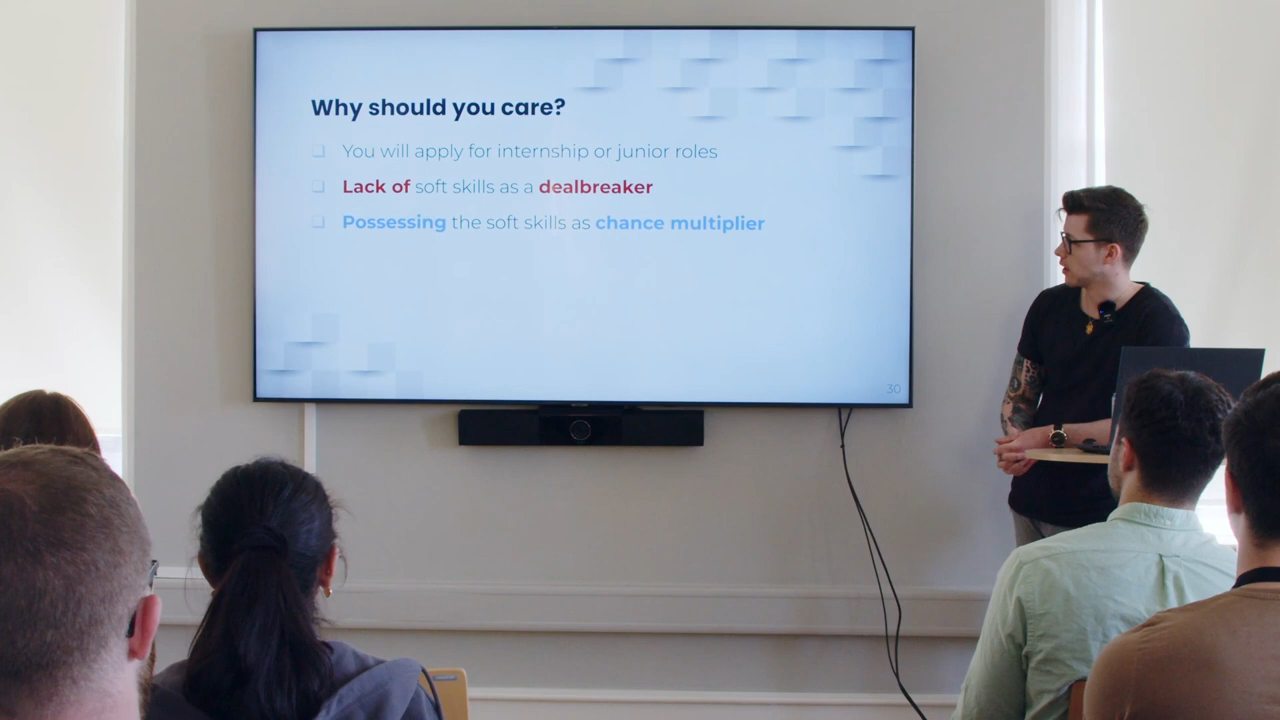 Why should you care?
You will apply for internship or junior roles
Lack of soft skills as a dealbreaker
Possessing the soft skills as chance multiplier
30